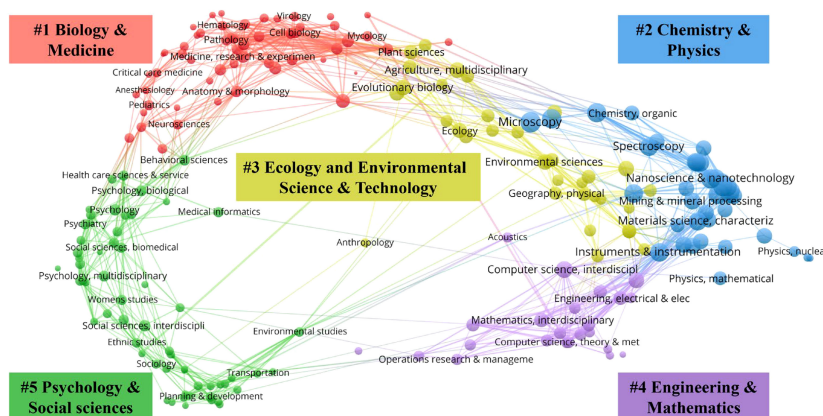 #1 Biology &
Medicine
Virology
Hematology
Cell biology
Pathology
Mycology
Medicine, research & experimen
Critical care medicine
Anesthesiology
Anatomy & morphology
Pediatrics
Neurosciences
Behavioral sciences
#2 Chemistry &
Physics
Plant sciences
Agriculture, multidisciplinary
Evolutionary biology
Ecology
Microscopy
Chemistry, organic
Spectroscopy
#3 Ecology and Environmental
Science & Technology
Environmental sciences
Geography, physical
Nanoscience & nanotechnology
Mining & mineral processing
Materials science, characteriz
Instruments & instrumentation
Physics, nuclea
Physics, mathematical
Health care sciences & service
Psychology, biological
Psychology
Medical informatics
Psychiatry
Social sciences, biomedical
Anthropology
Acoustics
Psychology, multidisciplinary
Computer science, interdiscipl
Womens studies
Engineering, electrical & elec
Social sciences, interdiscipli
Mathematics, interdisciplinary
Ethnic studies
Environmental studies
Computer science, theory & met
Sociology
Operations research & manageme
Transportation
Planning & development
#5 Psychology &
Social sciences
#4 Engineering &
Mathematics